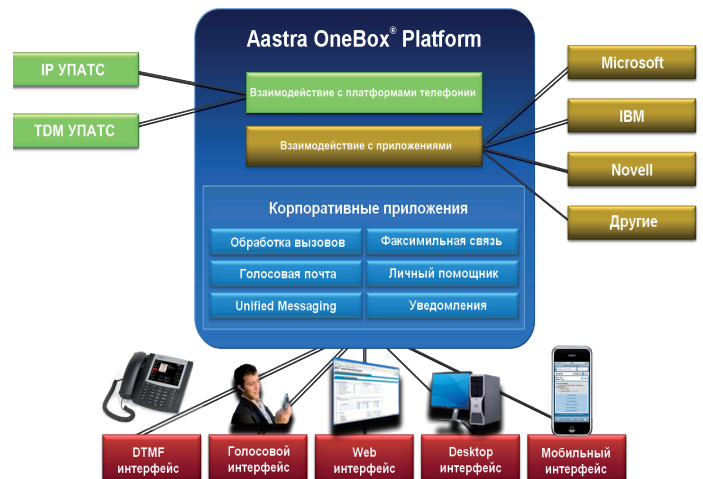 Aastra OneBox® Platform
IP УПАТС
TDM УПАТС
Взаимодействие с платформами телефонии
Взаимодействие с приложениями
Microsoft
IBM
Novell
Другие
Корпоративные приложения
Обработка вызовов
Факсимильная связь
Голосовая почта
Личный помощник
Unified Messaging
Уведомления
DTMF
интерфейс
Голосовой
интерфейс
Web
интерфейс
Desktop
интерфейс
Мобильный
интерфейс